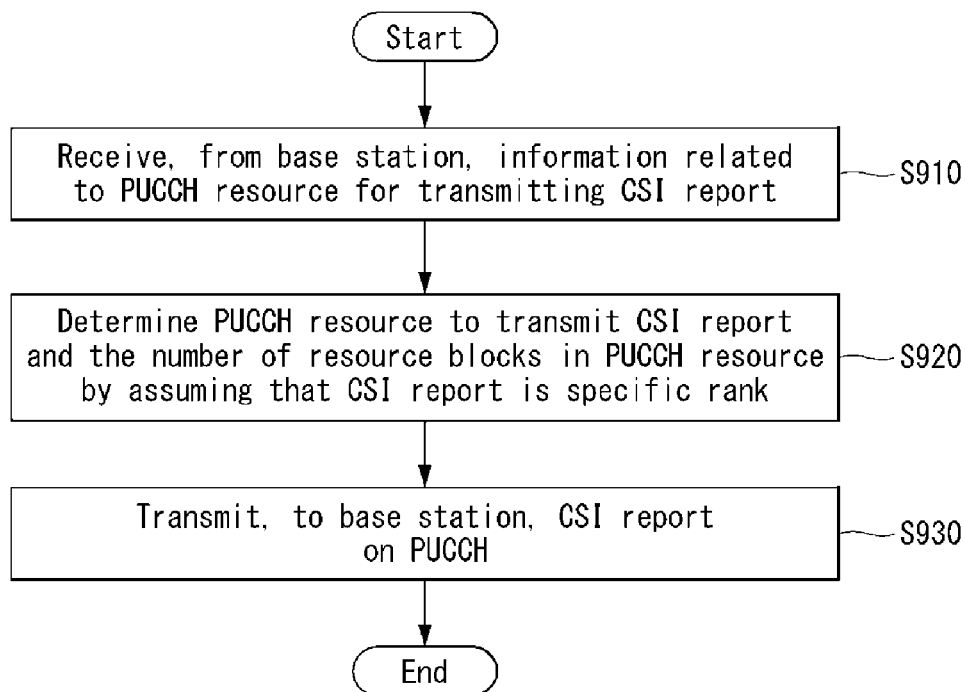 Start
Receive, from base station, information related
to PUCCH resource for transmitting CSI report
S910
Determine PUCCH resource to transmit CSI report
and the number of resource blocks in PUCCH resource
by assuming that CSI report is specific rank
S920
Transmit, to base station, CSI report
on PUCCH
S930
End